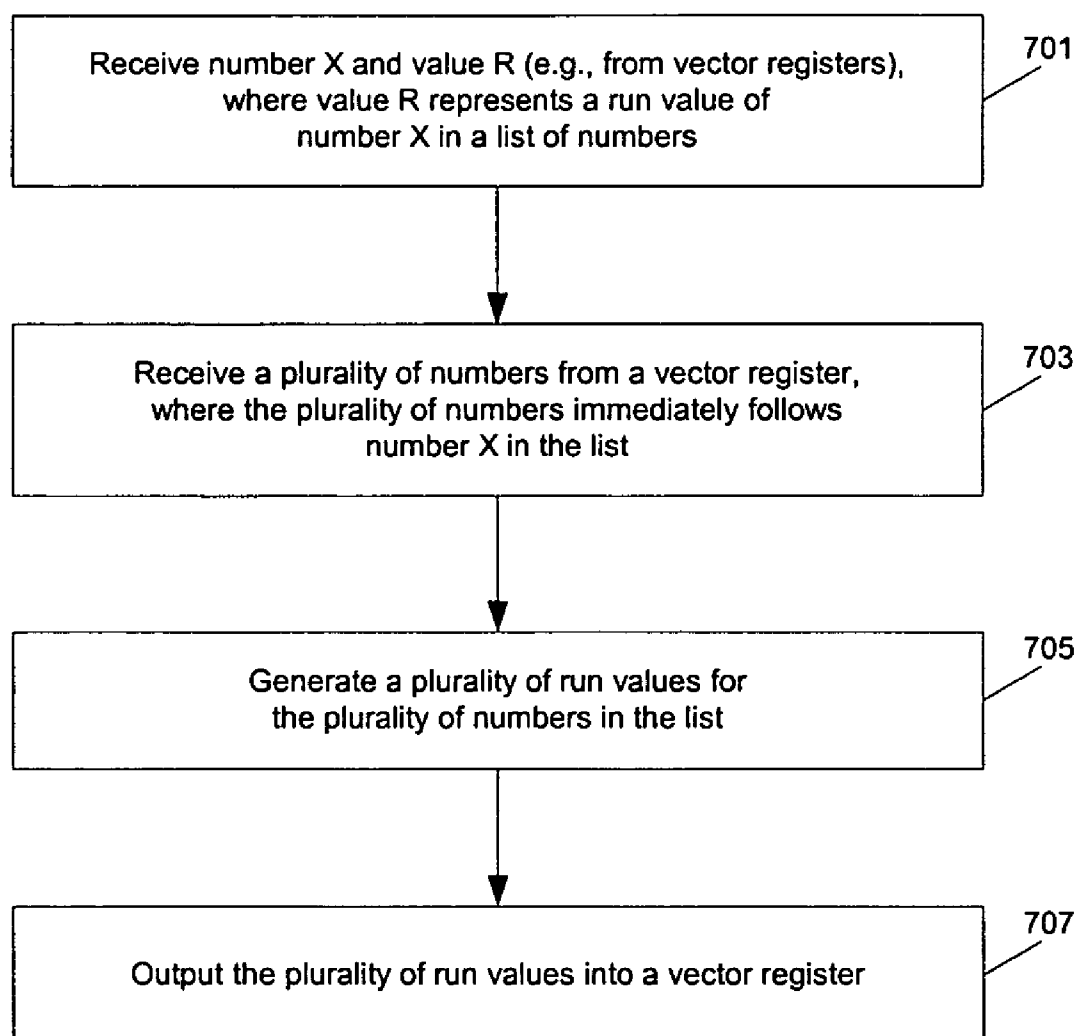 Receive number X and value R (e.g., from vector registers),
where value R represents a run value of
number X in a list of numbers
701
Receive a plurality of numbers from a vector register,
where the plurality of numbers immediately follows
number X in the list
703
Generate a plurality of run values for
the plurality of numbers in the list
705
Output the plurality of run values into a vector register
707